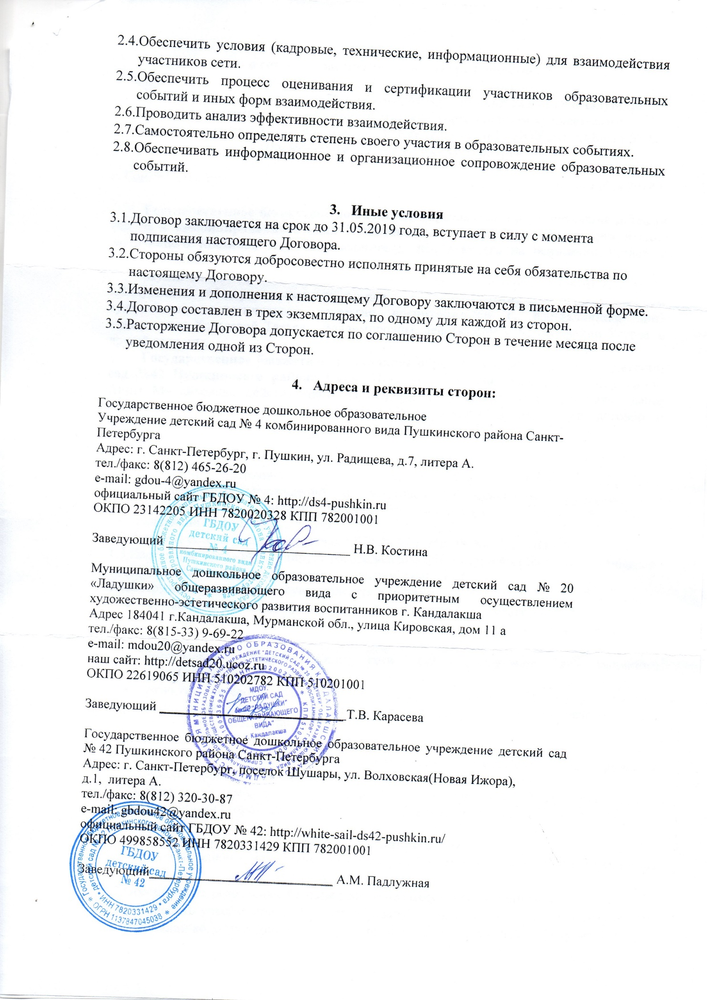 2.4.Обеспечить условия (кадровые, технические, информационные) для взаимодействия
участников сети.
2.5.Обеспечить процесс оценивания и сертификации участников образовательных
событий и иных форм взаимодействия.
2.6.Проводить анализ эффективности взаимодействия.
2.7.Самостоятельно определять степень своего участия в образовательных событиях.
2.8.Обеспечивать информационное и организационное сопровождение образовательных
событий.
3. Иные условия
3.1.Договор заключается на срок до 31.05.2019 года, вступает в силу с момента
подписания настоящего Договора.
3.2.Стороны обязуются добросовестно исполнять принятые на себя обязательства по
настоящему Договору.
3.3.Изменения и дополнения к настоящему Договору заключаются в письменной форме.
3.4.Договор составлен в трех экземплярах, по одному для каждой из сторон.
3.5.Расторжение Договора допускается по соглашению Сторон в течение месяца после
уведомления одной из Сторон.
4. Адреса и реквизиты сторон:
Государственное бюджетное дошкольное образовательное
Учреждение детский сад № 4 комбинированного вида Пушкинского района Санкт-
Петербурга
Адрес: г. Санкт-Петербург, г. Пушкин, ул. Радищева, д.7, литера А.
тел./факс: 8(812) 465-26-20
e-mail: gdou-4@yandex.ru
официальный сайт ГБДОУ № 4: http://ds4-pushkin.ru
ОКПО 23142205 ИНН 7820020328 КПП 782001001
ГБДОУ
детский сад
№ 4
комбинированного вида
Пушкинского района
Заведующий ____________________ Н.В. Костина
Муниципальное дошкольное образовательное учреждение детский сад № 20
«Ладушки» общеразвивающего вида с приоритетным осуществлением
художественно-эстетического развития воспитанников г. Кандалакша
Адрес 184041 г.Кандалакша, Мурманской обл., улица Кировская, дом 11 а
тел./факс: 8(815-33) 9-69-22
e-mail: mdou20@yandex.ru
наш сайт: http://detsad20.ucoz.ru
ОКПО 22619065 ИНН 510202782 КПП 510201001
МДОУ.
"ДЕТСКИЙ САД
"ЛАДУШКИ"
ОБЩЕРАЗВИВАЮЩЕГО
ВИДА"
г. Кандалакша
Заведующий ____________________ Т.В. Карасева
Государственное бюджетное дошкольное образовательное учреждение детский сад
№ 42 Пушкинского района Санкт-Петербурга
Адрес: г. Санкт-Петербург, поселок Шушары, ул. Волховская(Новая Ижора),
д.1, литера А.
тел./факс: 8(812) 320-30-87
e-mail: gbdou42@yandex.ru
официальный сайт ГБДОУ № 42: http://white-sail-ds42-pushkin.ru/
ОКПО 499858552 ИНН 7820331429 КПП 782001001
ГБДОУ
детский сад
№ 42
Государственное бюджетное дошкольное образовательное учреждение
детский сад № 42 Пушкинского района Санкт-Петербурга
ИНН 7820331429
ОГРН 1137847045038
Заведующий____________________ А.М. Падлужная